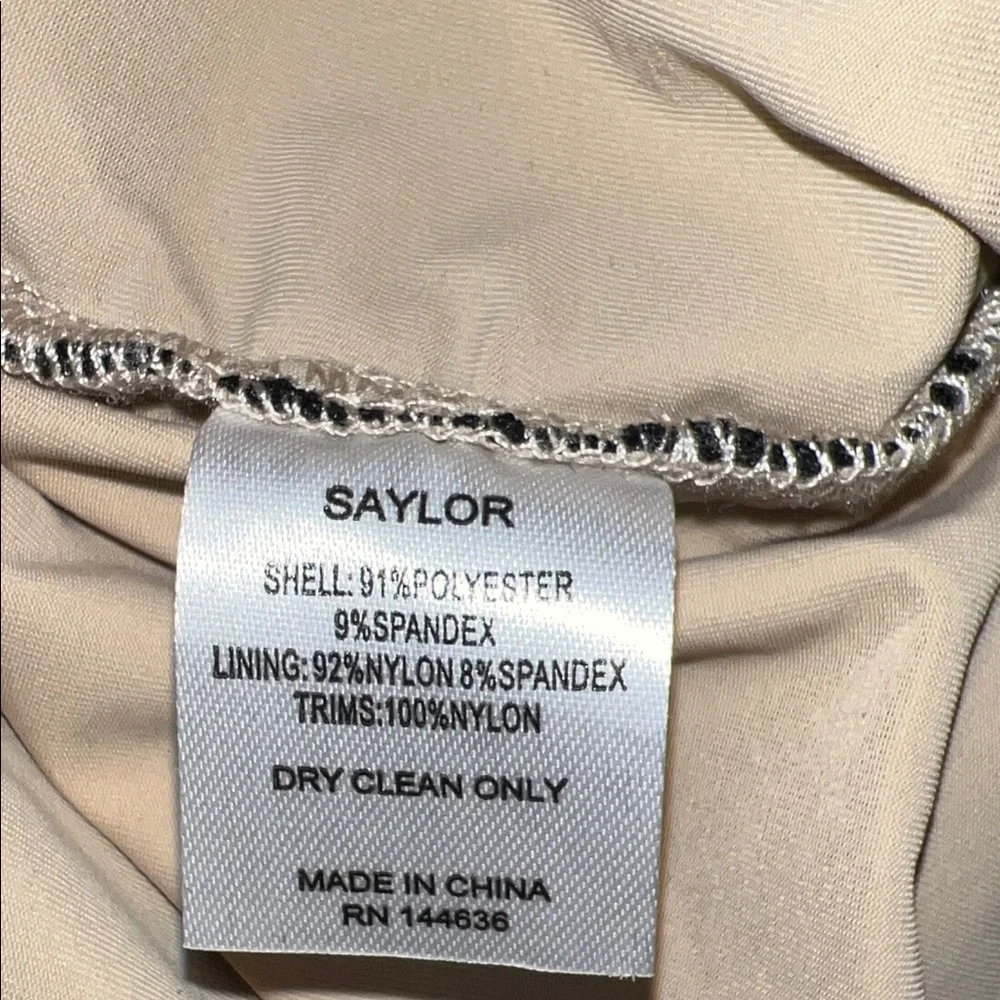 SAYLOR
SHELL: 91%POLYESTER
9%SPANDEX
LINING: 92%NYLON 8%SPANDEX
TRIMS:100%NYLON
DRY CLEAN ONLY
MADE IN CHINA
RN 144636